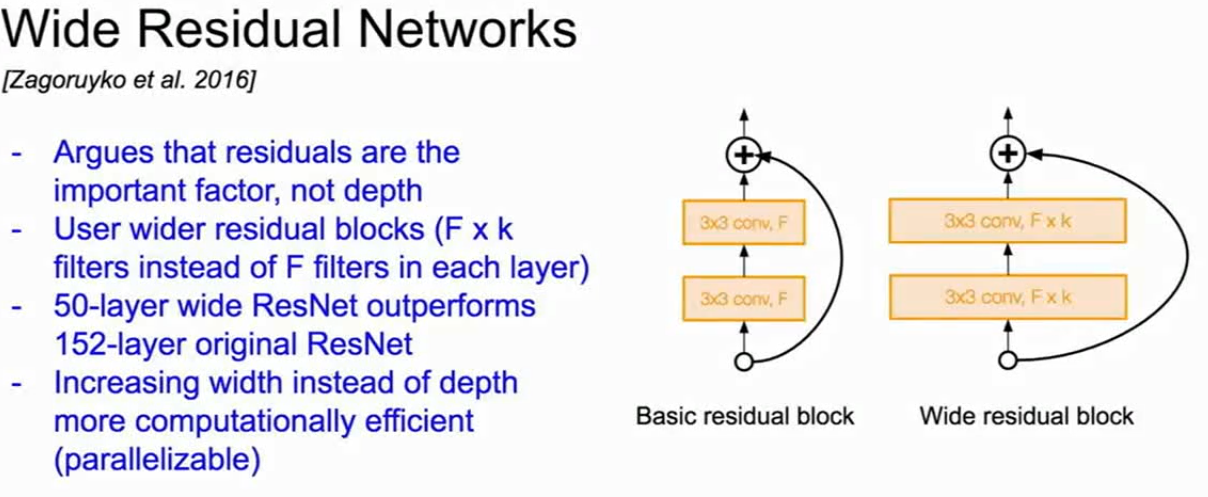 Wide Residual Networks
[Zagoruyko et al. 2016]
- Argues that residuals are the
important factor, not depth
- User wider residual blocks (F x k
filters instead of F filters in each layer)
- 50-layer wide ResNet outperforms
152-layer original ResNet
- Increasing width instead of depth
more computationally efficient
(parallelizable)
+
3x3 conv, F
3x3 conv, F
Basic residual block
+
3x3 conv, F x k
3x3 conv, F x k
Wide residual block